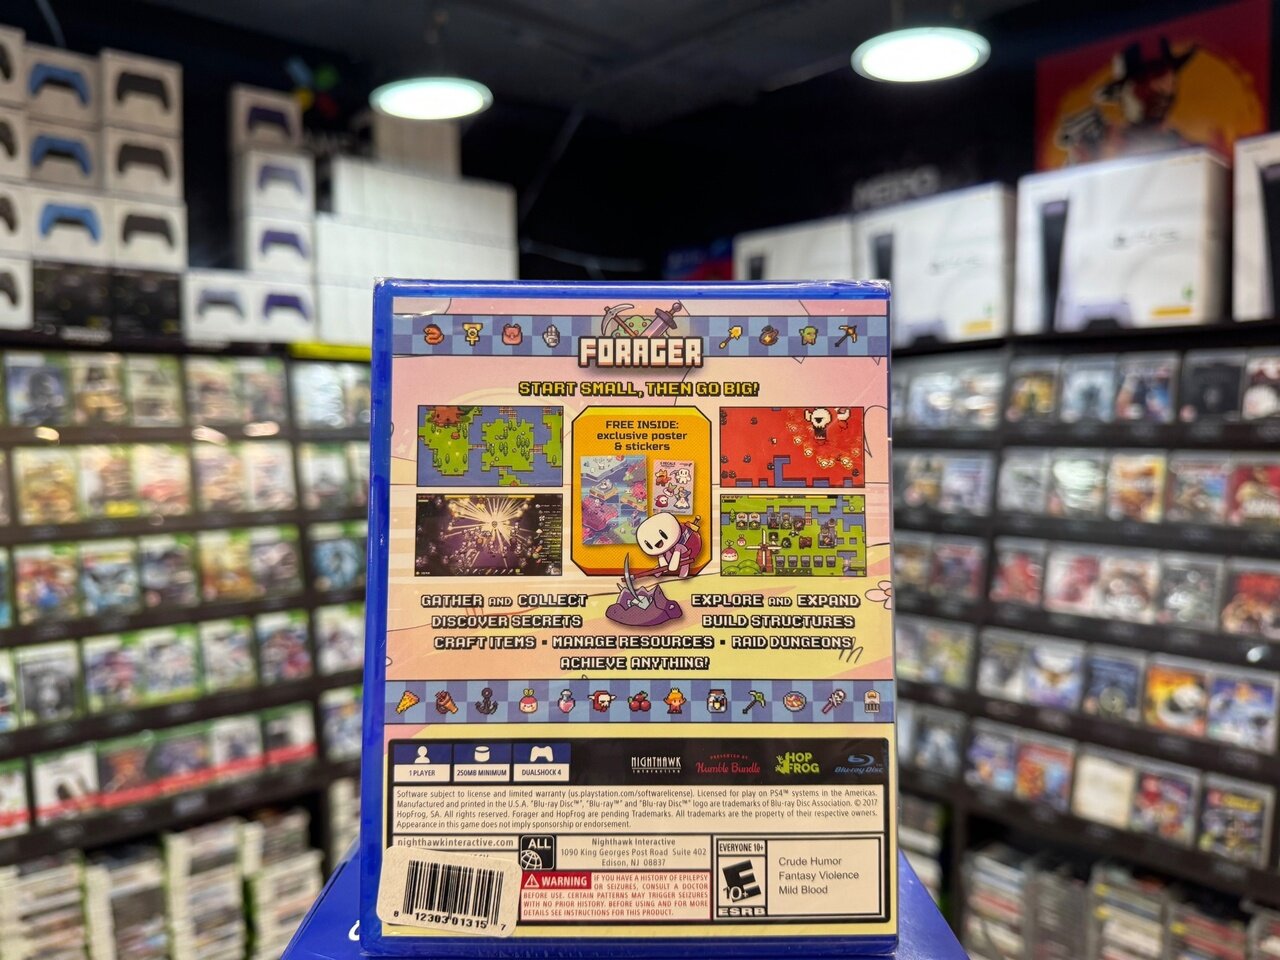 FORAGER
START SMALL, THEN GO BIG!
FREE INSIDE:
exclusive poster
& stickers
GATHER AND COLLECT
DISCOVER SECRETS
EXPLORE AND EXPAND
BUILD STRUCTURES
CRAFT ITEMS • MANAGE RESOURCES • RAID DUNGEONS
ACHIEVE ANYTHING!
1 PLAYER
250MB MINIMUM
DUALSHOCK 4
NIGHTHAWK
INTERACTIVE
PRESENTED BY
Humble Bundle
HOP
FROG
Blu-ray Disc
Software subject to license and limited warranty (us.playstation.com/softwarelicense). Licensed for play on PS4™ systems in the Americas.
Manufactured and printed in the U.S.A. "Blu-ray Disc™", "Blu-ray™" and "Blu-ray Disc™" logo are trademarks of Blu-ray Disc Association. © 2017
HopFrog, SA. All rights reserved. Forager and HopFrog are pending Trademarks. All trademarks are the property of their respective owners.
Appearance in this game does not imply sponsorship or endorsement.
nighthawkinteractive.com
ALL
Nighthawk Interactive
1090 King Georges Post Road Suite 402
Edison, NJ 08837
WARNING
IF YOU HAVE A HISTORY OF EPILEPSY
OR SEIZURES, CONSULT A DOCTOR
BEFORE USE. CERTAIN PATTERNS MAY TRIGGER SEIZURES
WITH NO PRIOR HISTORY. BEFORE USING AND FOR MORE
DETAILS SEE INSTRUCTIONS FOR THIS PRODUCT.
EVERYONE 10+
E
10+
ESRB
Crude Humor
Fantasy Violence
Mild Blood
8 12303 01315 7